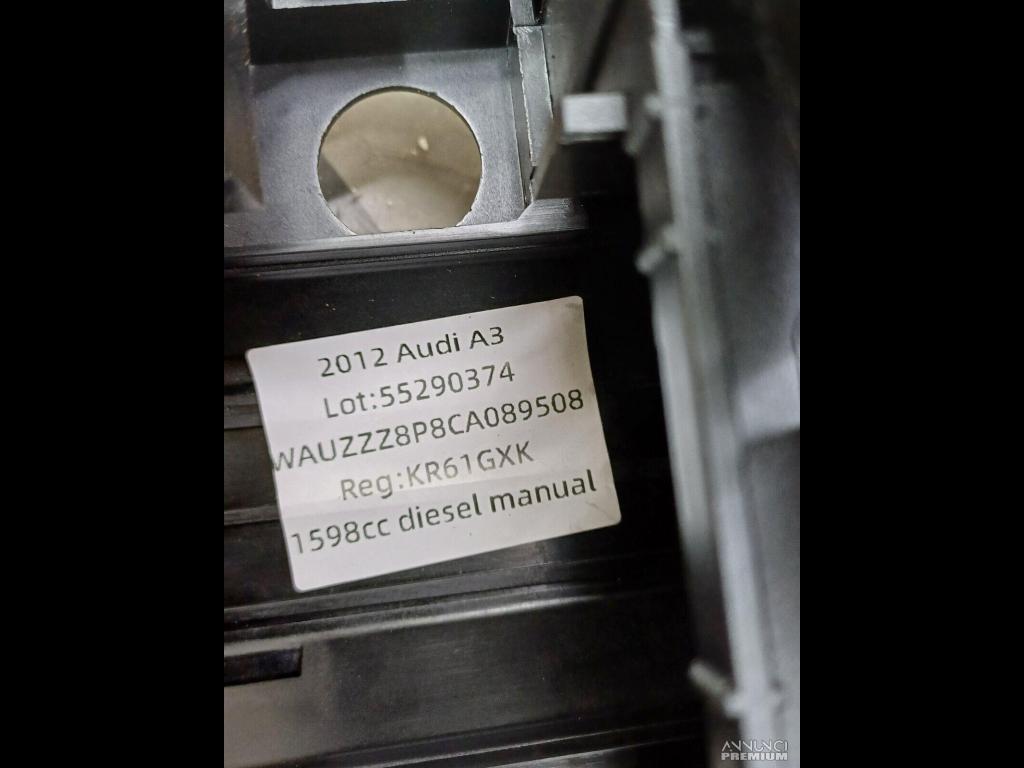 2012 Audi A3
Lot:55290374
WAUZZZ8P8CA089508
Reg:KR61GXK
1598cc diesel manual
ANNUNCI
PREMIUM